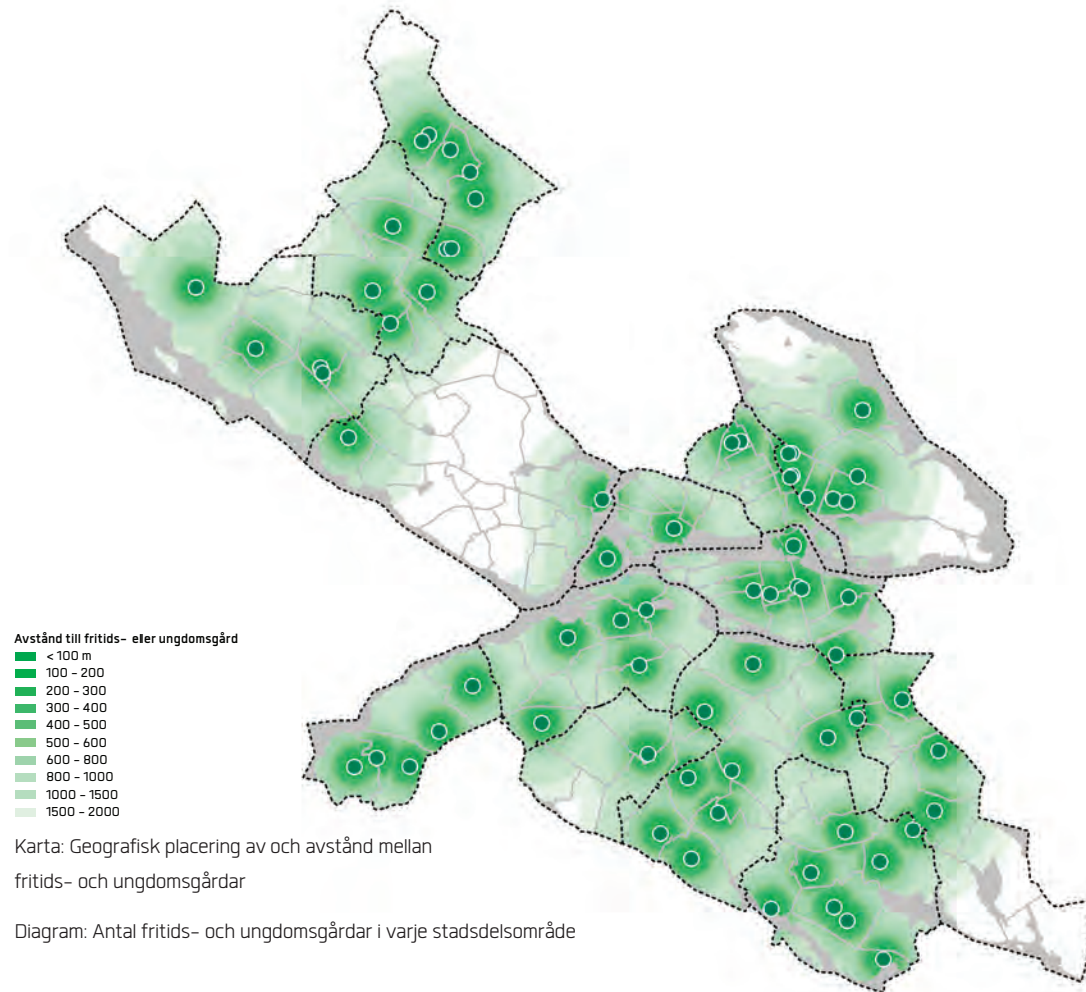 Avstånd till fritids- eller ungdomsgård
< 100 m
100 - 200
200 - 300
300 - 400
400 - 500
500 - 600
600 - 800
800 - 1000
1000 - 1500
1500 - 2000
Karta: Geografisk placering av och avstånd mellan
fritids- och ungdomsgårdar
Diagram: Antal fritids- och ungdomsgårdar i varje stadsdelsområde